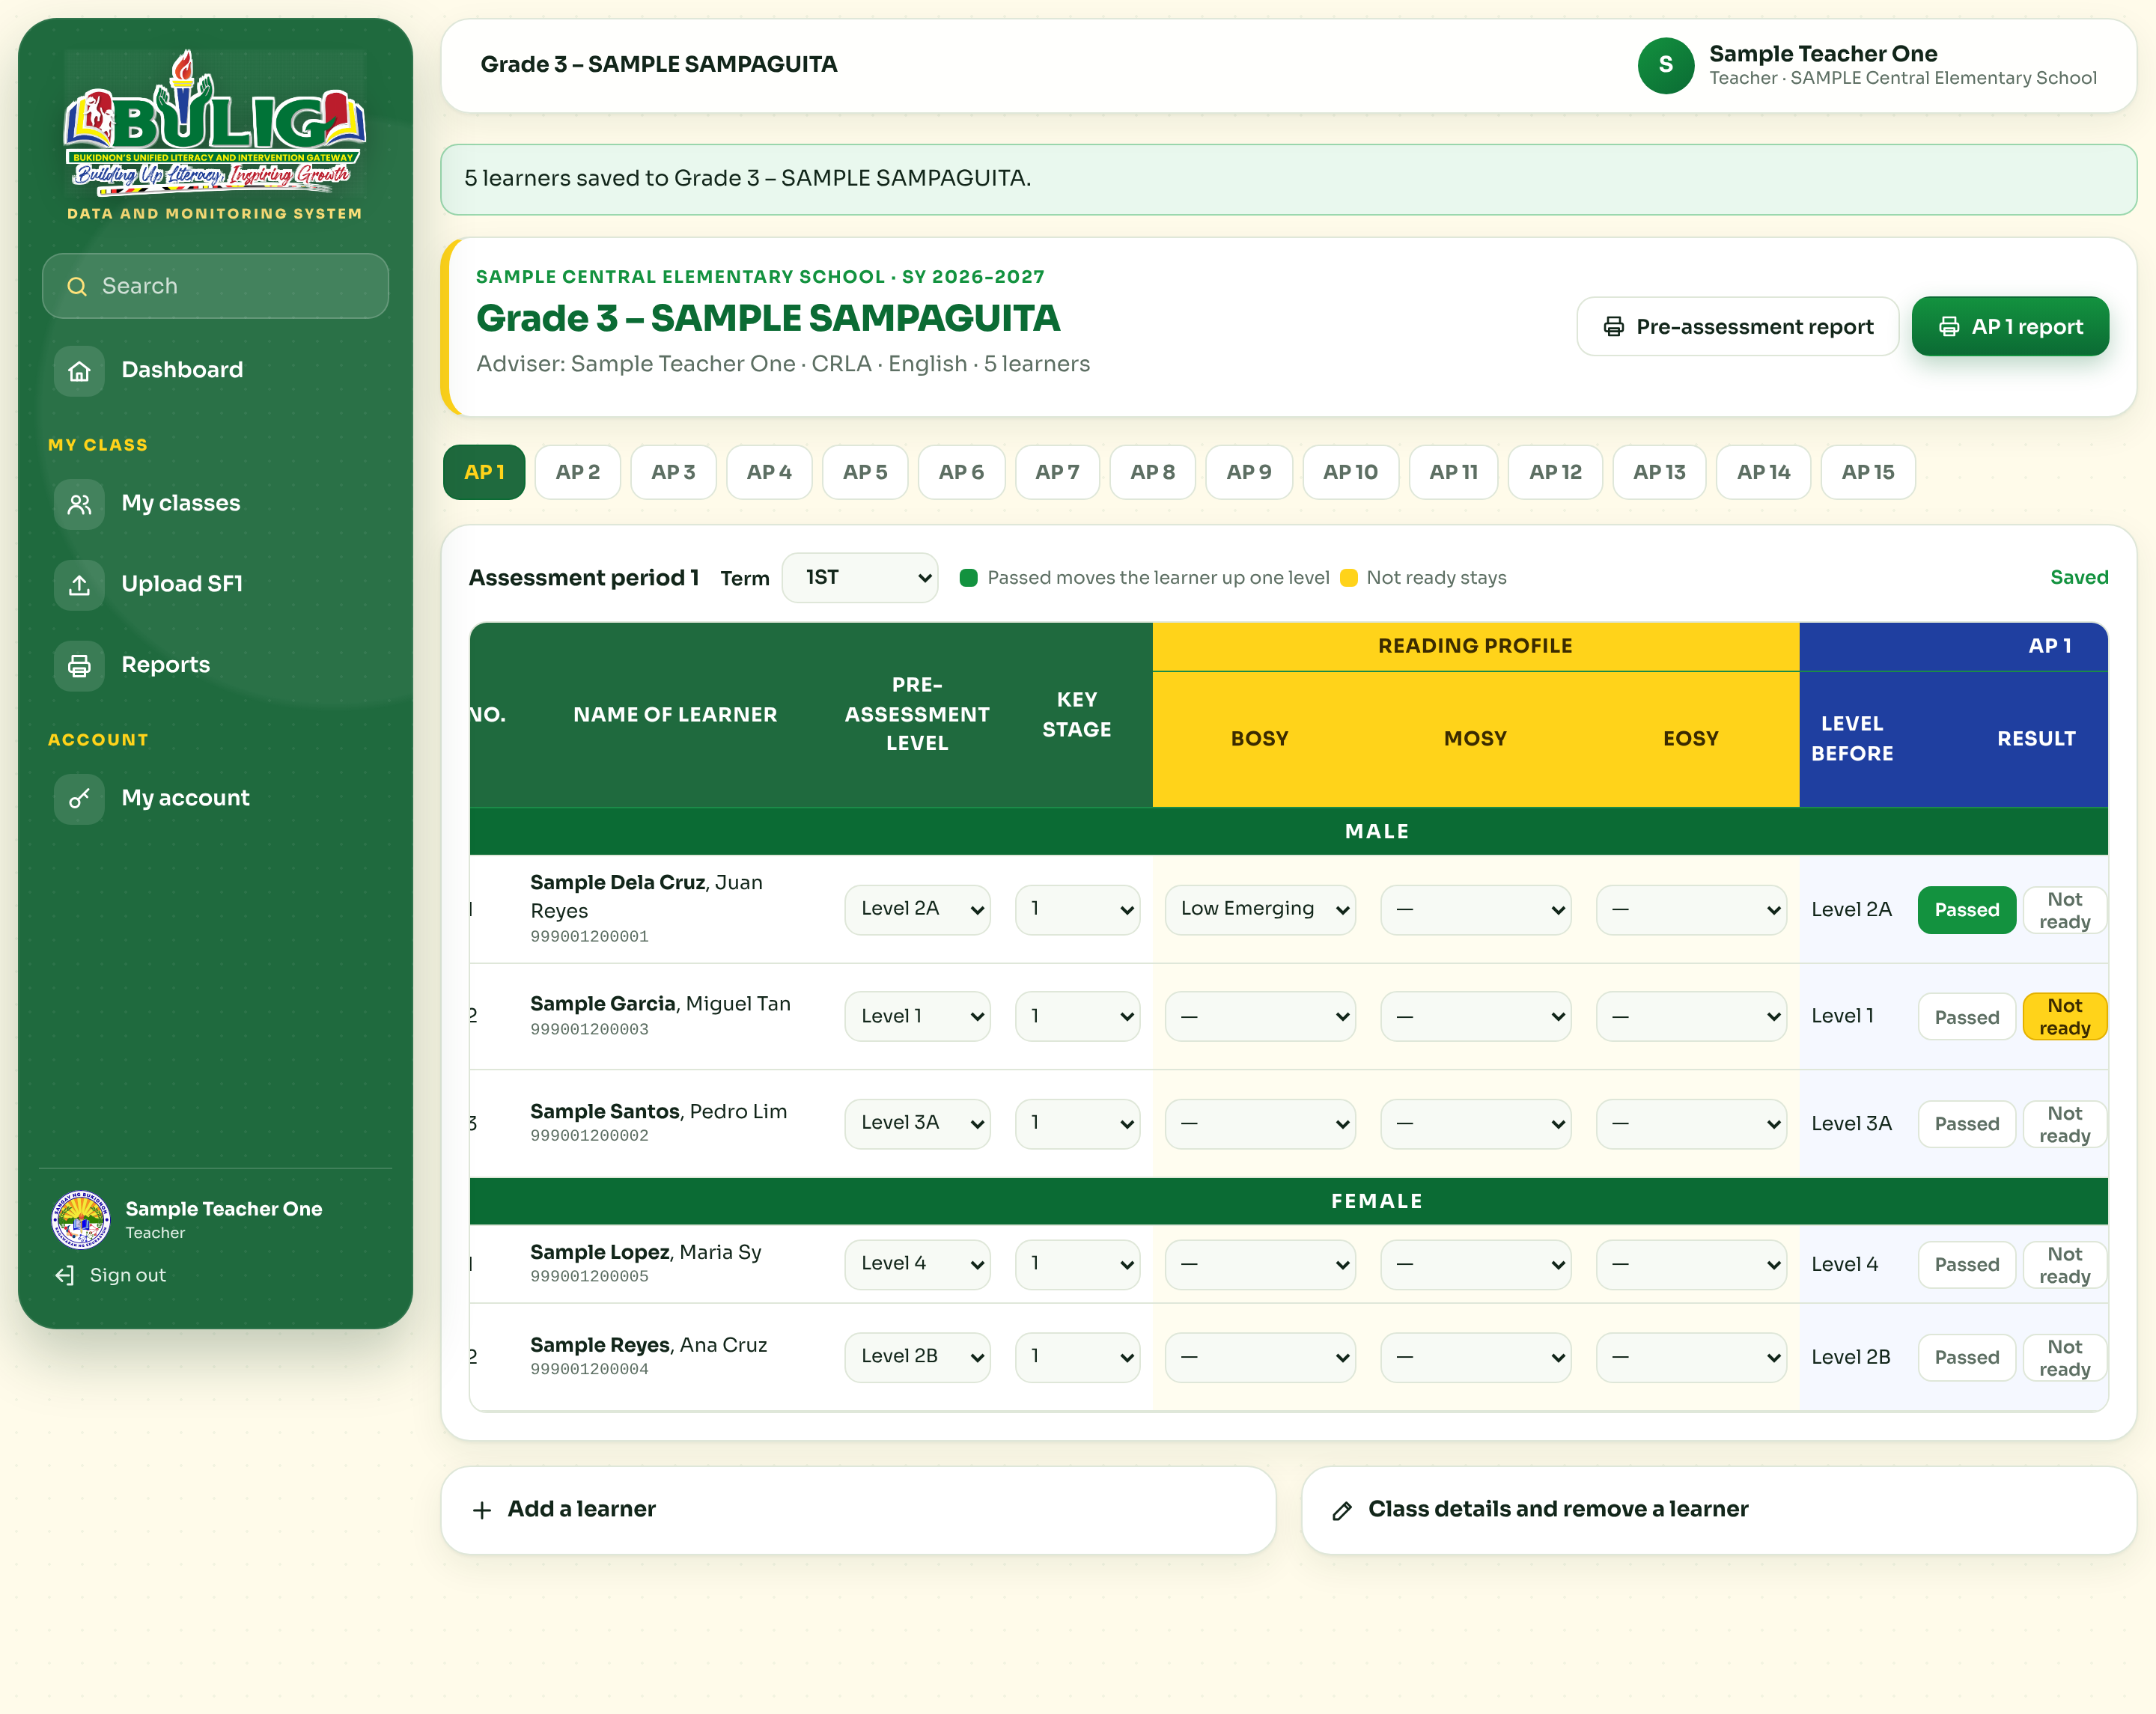 BULIG
BUKIDNON'S UNIFIED LITERACY AND INTERVENTION GATEWAY
Building Up Literacy, Inspiring Growth
DATA AND MONITORING SYSTEM
Search
Dashboard
MY CLASS
My classes
Upload SF1
Reports
ACCOUNT
My account
Sample Teacher One
Teacher
Sign out
Grade 3 – SAMPLE SAMPAGUITA
S
Sample Teacher One
Teacher · SAMPLE Central Elementary School
5 learners saved to Grade 3 – SAMPLE SAMPAGUITA.
SAMPLE CENTRAL ELEMENTARY SCHOOL · SY 2026-2027
Grade 3 – SAMPLE SAMPAGUITA
Adviser: Sample Teacher One · CRLA · English · 5 learners
Pre-assessment report
AP 1 report
AP 1 AP 2 AP 3 AP 4 AP 5 AP 6 AP 7 AP 8 AP 9 AP 10 AP 11 AP 12 AP 13 AP 14 AP 15
Assessment period 1 Term 1ST Passed moves the learner up one level Not ready stays Saved
READING PROFILE AP 1
NO. NAME OF LEARNER PRE-ASSESSMENT LEVEL KEY STAGE BOSY MOSY EOSY LEVEL BEFORE RESULT
MALE
1 Sample Dela Cruz, Juan Reyes Level 2A 1 Low Emerging — — Level 2A Passed Not ready
999001200001
2 Sample Garcia, Miguel Tan Level 1 1 — — — Level 1 Passed Not ready
999001200003
3 Sample Santos, Pedro Lim Level 3A 1 — — — Level 3A Passed Not ready
999001200002
FEMALE
1 Sample Lopez, Maria Sy Level 4 1 — — — Level 4 Passed Not ready
999001200005
2 Sample Reyes, Ana Cruz Level 2B 1 — — — Level 2B Passed Not ready
999001200004
Add a learner
Class details and remove a learner